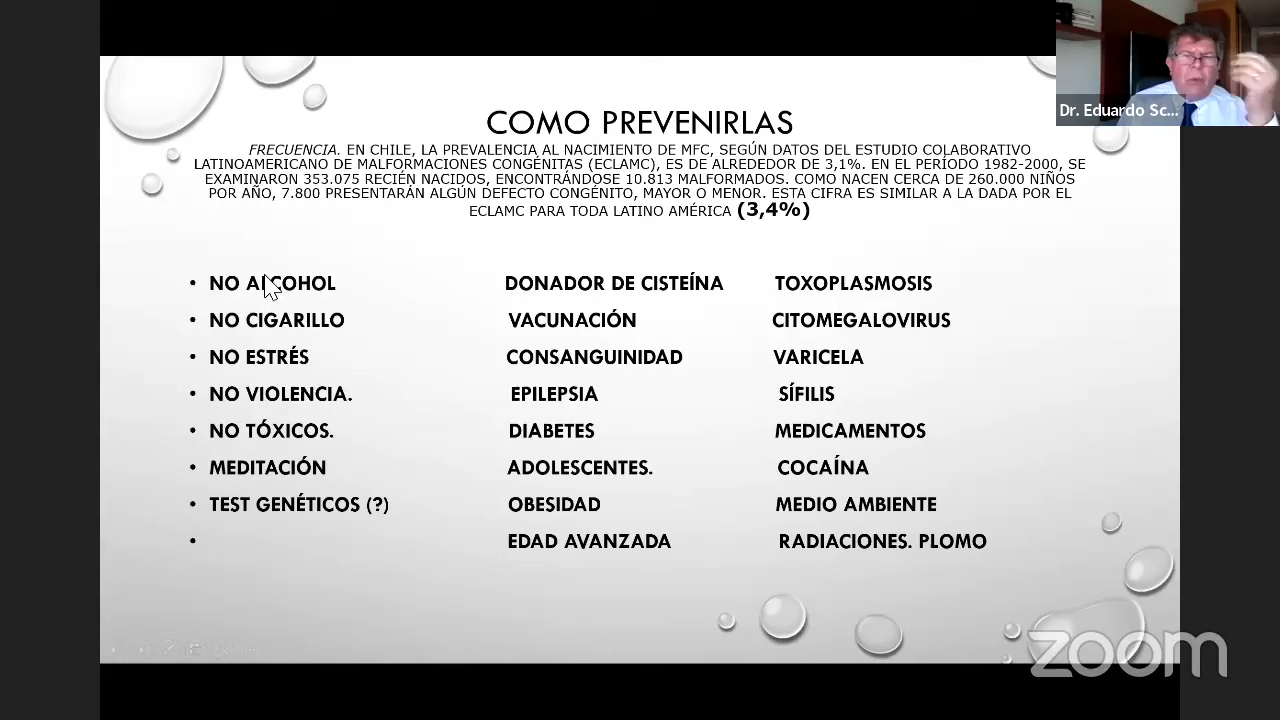 COMO PREVENIRLAS
FRECUENCIA. EN CHILE, LA PREVALENCIA AL NACIMIENTO DE MFC, SEGÚN DATOS DEL ESTUDIO COLABORATIVO
LATINOAMERICANO DE MALFORMACIONES CONGÉNITAS (ECLAMC), ES DE ALREDEDOR DE 3,1%. EN EL PERÍODO 1982-2000, SE
EXAMINARON 353.075 RECIÉN NACIDOS, ENCONTRÁNDOSE 10.813 MALFORMADOS. COMO NACEN CERCA DE 260.000 NIÑOS
POR AÑO, 7.800 PRESENTARÁN ALGÚN DEFECTO CONGÉNITO, MAYOR O MENOR. ESTA CIFRA ES SIMILAR A LA DADA POR EL
ECLAMC PARA TODA LATINO AMÉRICA (3,4%)
Dr. Eduardo Sc...
• NO ALCOHOL DONADOR DE CISTEÍNA TOXOPLASMOSIS
• NO CIGARILLO VACUNACIÓN CITOMEGALOVIRUS
• NO ESTRÉS CONSANGUINIDAD VARICELA
• NO VIOLENCIA. EPILEPSIA SÍFILIS
• NO TÓXICOS. DIABETES MEDICAMENTOS
• MEDITACIÓN ADOLESCENTES. COCAÍNA
• TEST GENÉTICOS (?) OBESIDAD MEDIO AMBIENTE
• EDAD AVANZADA RADIACIONES. PLOMO
zoom